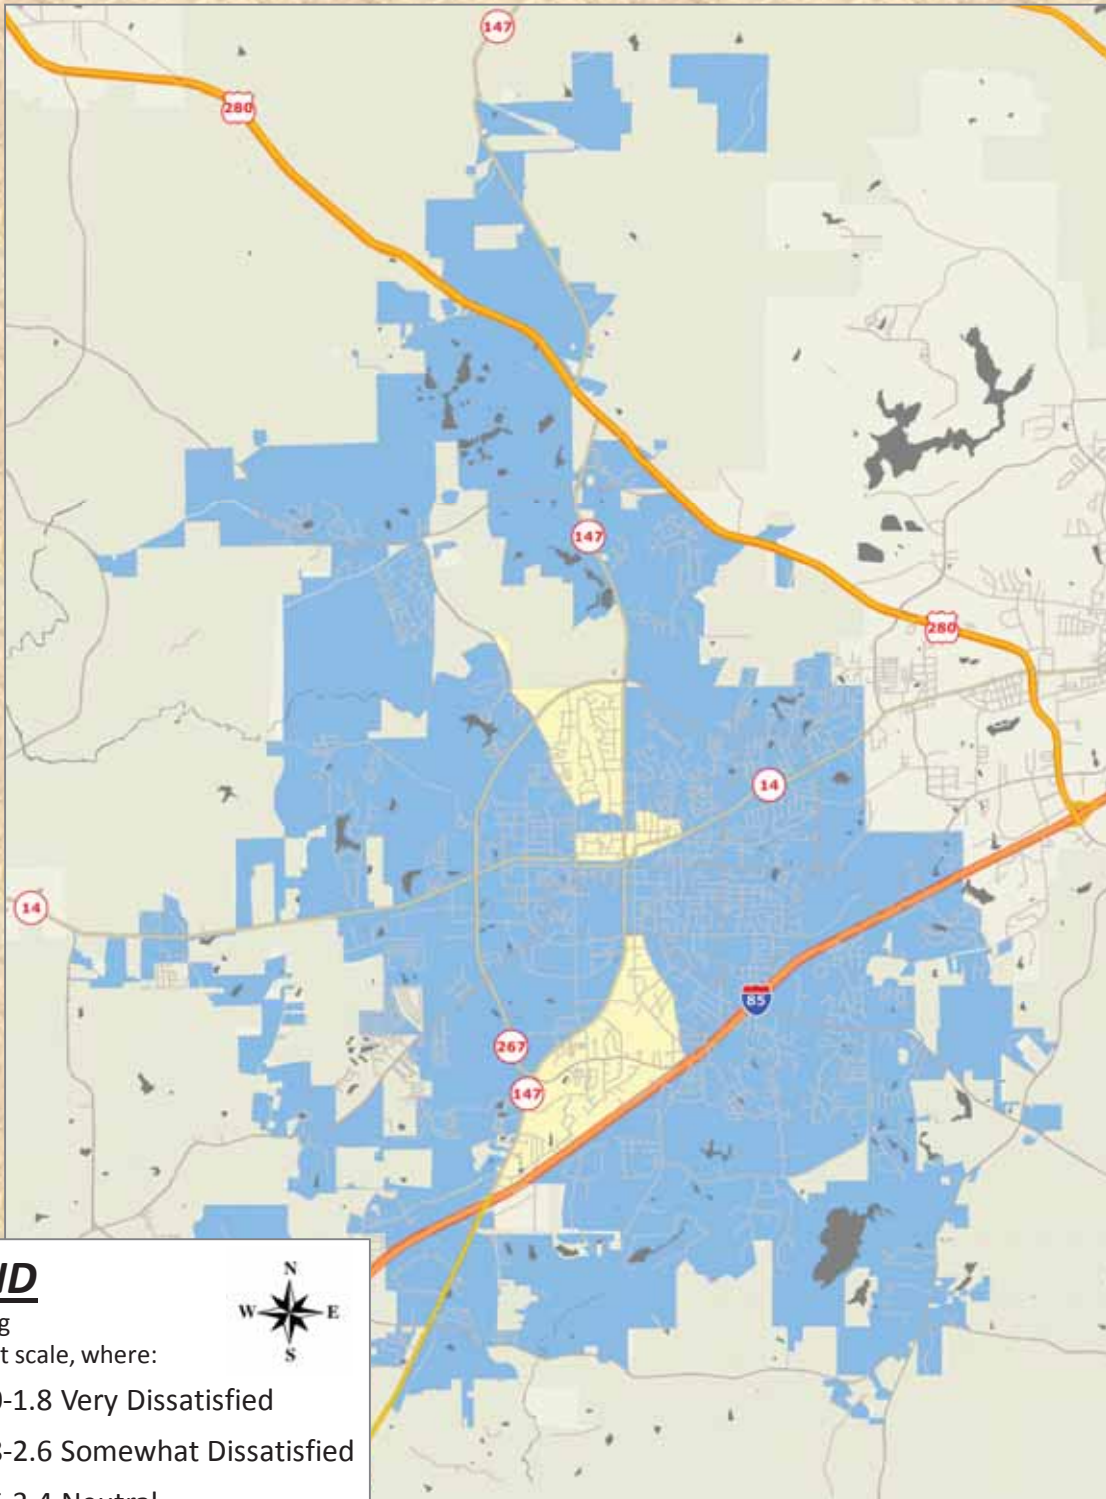 147
280
147
280
14
14
85
267
147
N
W E
S
t scale, where:
-1.8 Very Dissatisfied
-2.6 Somewhat Dissatisfied
Neutral